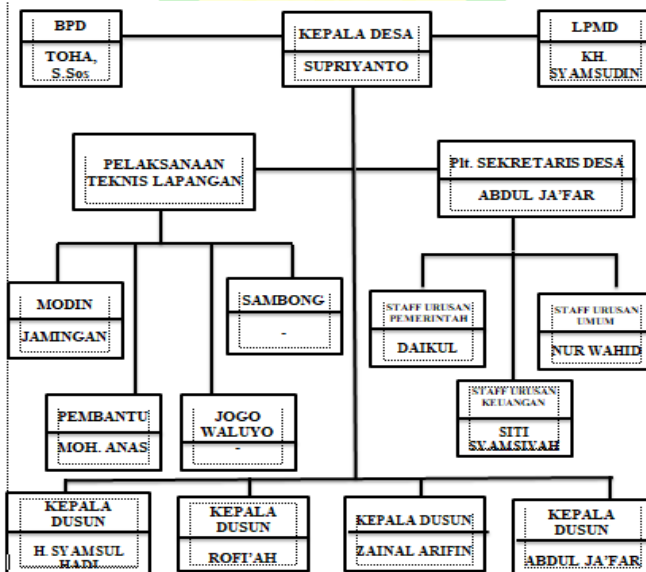 BPD
TOHA,
S.Sos
KEPALA DESA
SUPRIYANTO
LPMD
KH.
SYAMSUDIN
PELAKSANAAN
TEKNIS LAPANGAN
Plt. SEKRETARIS DESA
ABDUL JA'FAR
MODIN
JAMINGAN
SAMBONG
-
STAFF URUSAN
PEMERINTAH
DAIKUL
STAFF URUSAN
UMUM
NUR WAHID
PEMBANTU
MOH. ANAS
JOGO
WALUYO
-
STAFF URUSAN
KEUANGAN
SITI
SYAMSIYAH
KEPALA
DUSUN
H. SYAMSUL
HADI
KEPALA
DUSUN
ROFI'AH
KEPALA DUSUN
ZAINAL ARIFIN
KEPALA
DUSUN
ABDUL JA'FAR